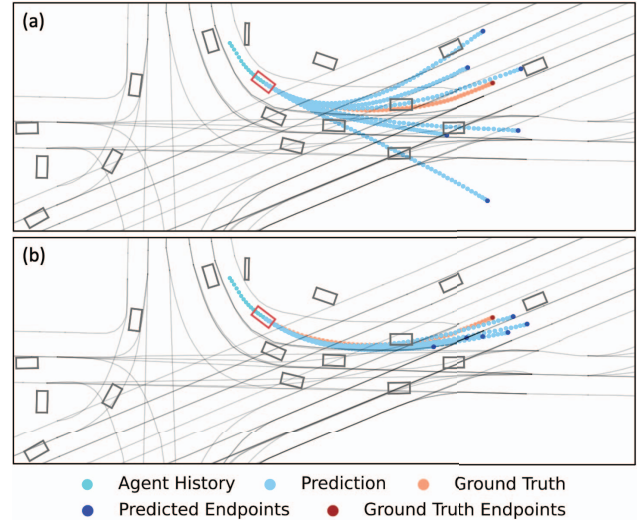 (a)
(b)
Agent History Prediction Ground Truth
Predicted Endpoints Ground Truth Endpoints